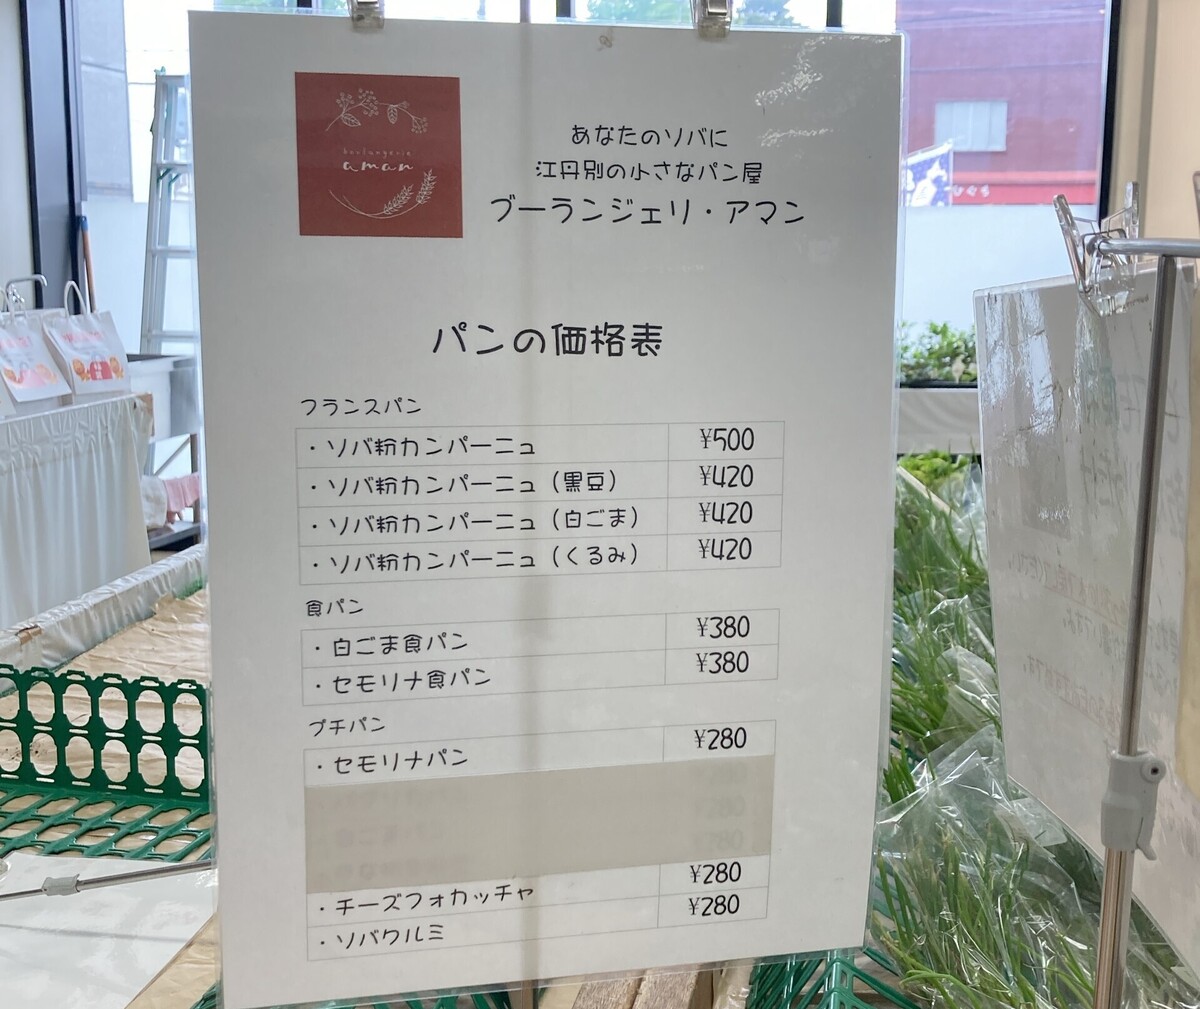 boulangerie
aman
あなたのソバに
江丹別の小さなパン屋
ブーランジェリ・アマン
パンの価格表
フランスパン
・ソバ粉カンパーニュ ¥500
・ソバ粉カンパーニュ（黒豆） ¥420
・ソバ粉カンパーニュ（白ごま） ¥420
・ソバ粉カンパーニュ（くるみ） ¥420
食パン
・白ごま食パン ¥380
・セモリナ食パン ¥380
プチパン
・セモリナパン ¥280
・チーズフォカッチャ ¥280
・ソバクルミ ¥280